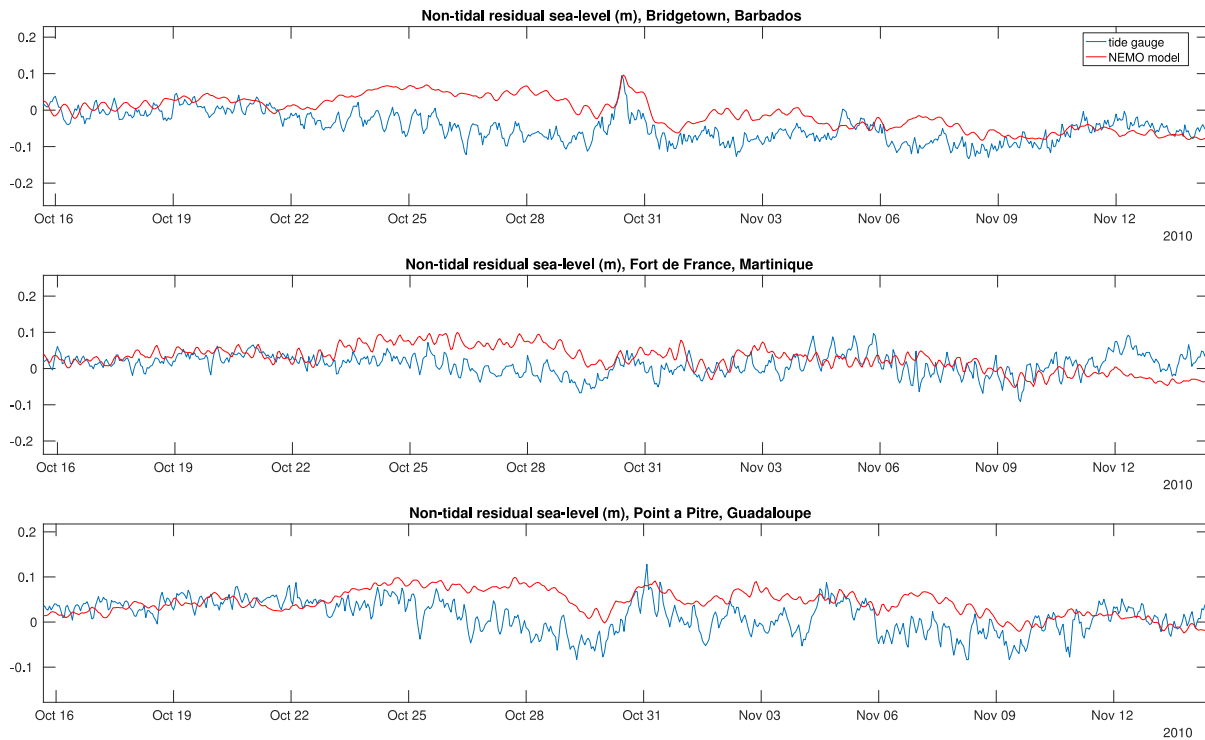 Non-tidal residual sea-level (m), Bridgetown, Barbados
tide gauge
NEMO model
0.2
0.1
0
-0.1
-0.2
Oct 16 Oct 19 Oct 22 Oct 25 Oct 28 Oct 31 Nov 03 Nov 06 Nov 09 Nov 12
2010
Non-tidal residual sea-level (m), Fort de France, Martinique
0.2
0.1
0
-0.1
-0.2
Oct 16 Oct 19 Oct 22 Oct 25 Oct 28 Oct 31 Nov 03 Nov 06 Nov 09 Nov 12
2010
Non-tidal residual sea-level (m), Point a Pitre, Guadaloupe
0.2
0.1
0
-0.1
Oct 16 Oct 19 Oct 22 Oct 25 Oct 28 Oct 31 Nov 03 Nov 06 Nov 09 Nov 12
2010